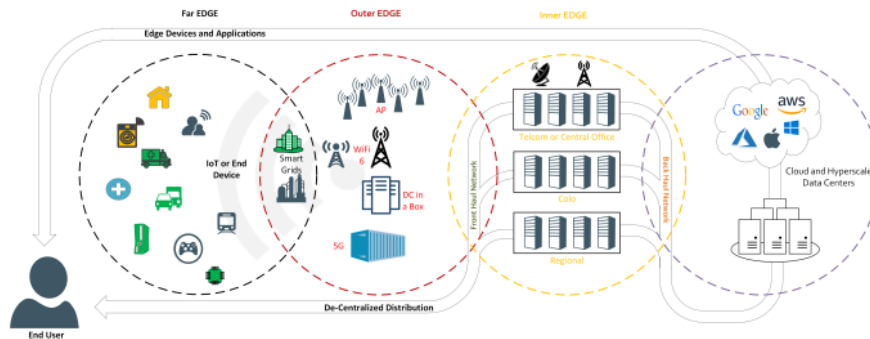 Far EDGE
Outer EDGE
Inner EDGE
Edge Devices and Applications
AP
Telcom or Central Office
Google
aws
IoT or End
Device
Smart
Grids
WiFi
6
DC in
a Box
5G
Front Haul Network
Colo
Regional
Back Haul Network
Cloud and Hyperscale
Data Centers
De-Centralized Distribution
End User